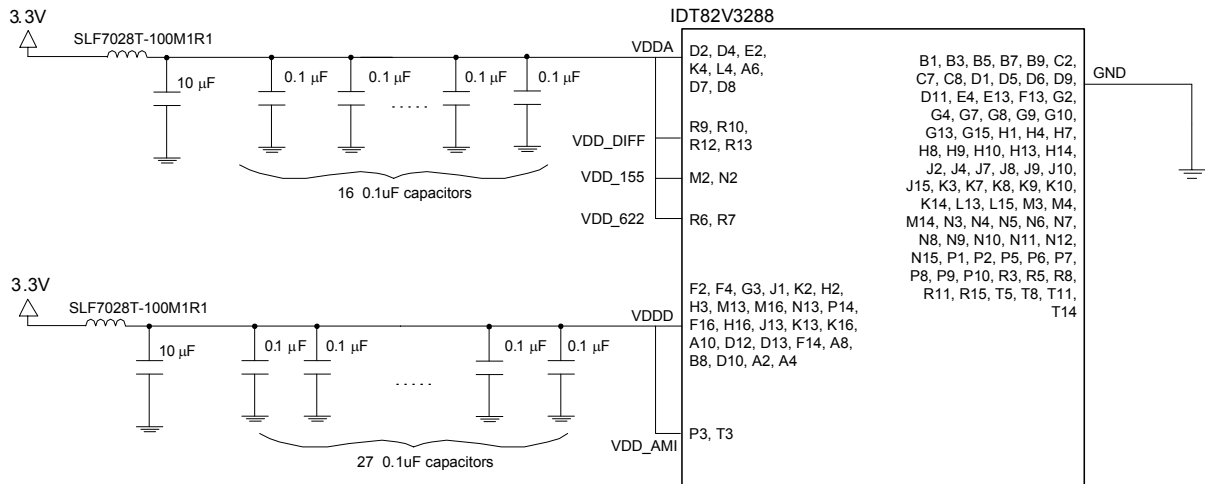 IDT82V3288
3.3V
SLF7028T-100M1R1
10 μF
0.1 μF
0.1 μF
0.1 μF
0.1 μF
.....
16 0.1uF capacitors
VDDA
D2, D4, E2,
K4, L4, A6,
D7, D8
VDD_DIFF
R9, R10,
R12, R13
VDD_155
M2, N2
VDD_622
R6, R7
3.3V
SLF7028T-100M1R1
10 μF
0.1 μF
0.1 μF
0.1 μF
0.1 μF
.....
27 0.1uF capacitors
VDDD
F2, F4, G3, J1, K2, H2,
H3, M13, M16, N13, P14,
F16, H16, J13, K13, K16,
A10, D12, D13, F14, A8,
B8, D10, A2, A4
VDD_AMI
P3, T3
B1, B3, B5, B7, B9, C2,
C7, C8, D1, D5, D6, D9,
D11, E4, E13, F13, G2,
G4, G7, G8, G9, G10,
G13, G15, H1, H4, H7,
H8, H9, H10, H13, H14,
J2, J4, J7, J8, J9, J10,
J15, K3, K7, K8, K9, K10,
K14, L13, L15, M3, M4,
M14, N3, N4, N5, N6, N7,
N8, N9, N10, N11, N12,
N15, P1, P2, P5, P6, P7,
P8, P9, P10, R3, R5, R8,
R11, R15, T5, T8, T11,
T14
GND